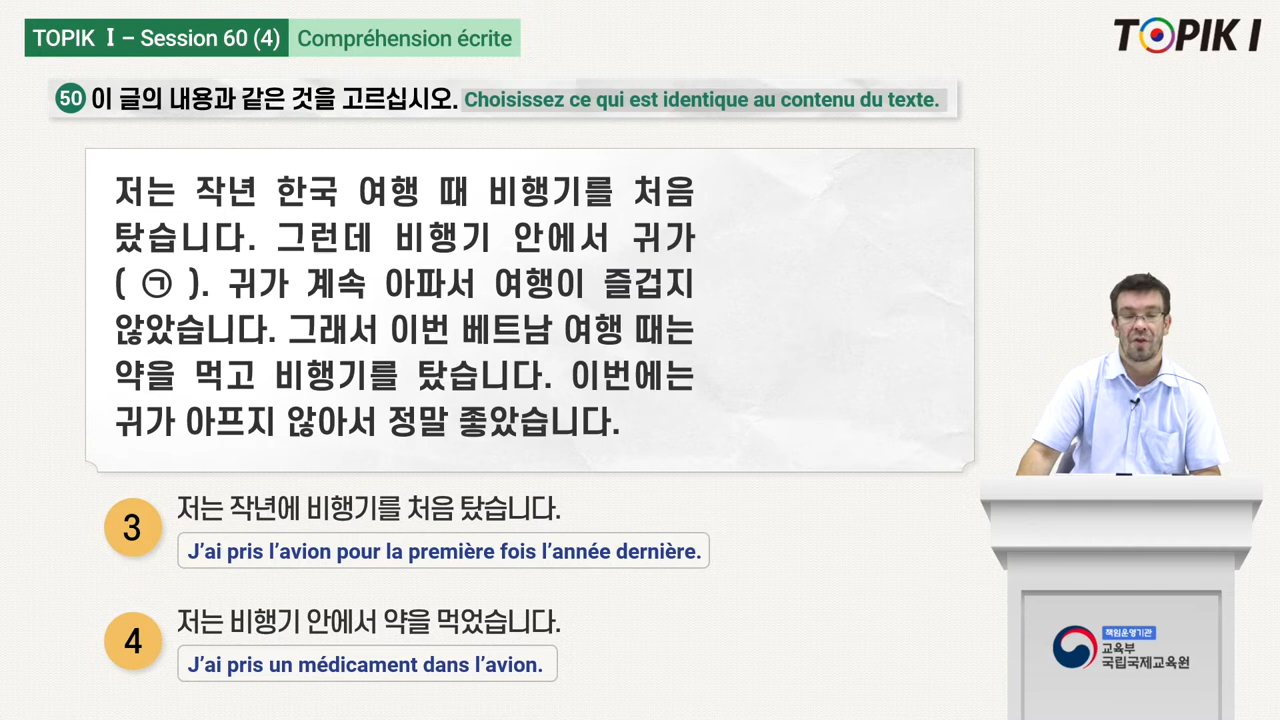 TOPIK Ⅰ – Session 60 (4) Compréhension écrite
TOPIK I
50 이 글의 내용과 같은 것을 고르십시오. Choisissez ce qui est identique au contenu du texte.
저는 작년 한국 여행 때 비행기를 처음
탔습니다. 그런데 비행기 안에서 귀가
( ㉠ ). 귀가 계속 아파서 여행이 즐겁지
않았습니다. 그래서 이번 베트남 여행 때는
약을 먹고 비행기를 탔습니다. 이번에는
귀가 아프지 않아서 정말 좋았습니다.
3 저는 작년에 비행기를 처음 탔습니다.
J’ai pris l’avion pour la première fois l’année dernière.
4 저는 비행기 안에서 약을 먹었습니다.
J’ai pris un médicament dans l’avion.
책임운영기관
교육부
국립국제교육원